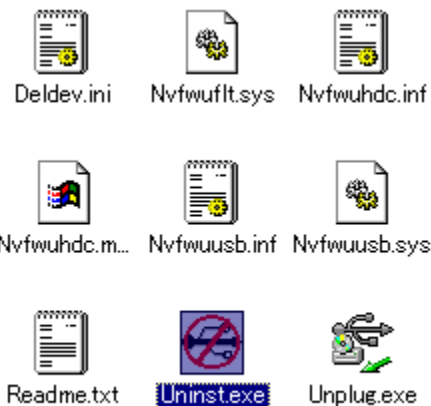 Deldev.ini
Nvfwuflt.sys
Nvfwuhdc.inf
Nvfwuhdc.m...
Nvfwuusb.inf
Nvfwuusb.sys
Readme.txt
Uninst.exe
Unplug.exe